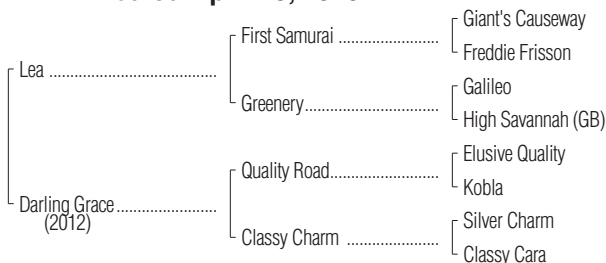 Giant's Causeway
First Samurai ....................
Freddie Frisson
Lea ..................................
Galileo
Greenery...........................
High Savannah (GB)
Elusive Quality
Quality Road......................
Kobla
Darling Grace ....................
(2012)
Silver Charm
Classy Charm ..................
Classy Cara